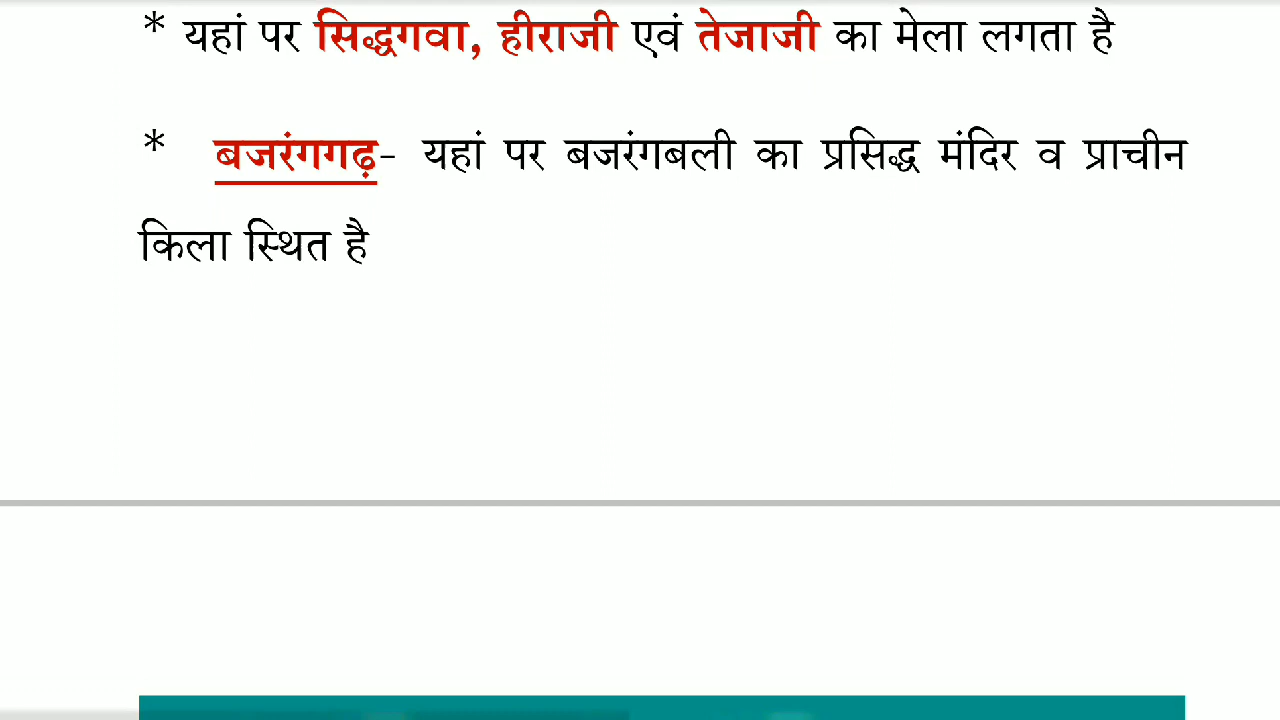 * यहां पर सिद्धगवा, हीराजी एवं तेजाजी का मेला लगता है
* बजरंगगढ़- यहां पर बजरंगबली का प्रसिद्ध मंदिर व प्राचीन
किला स्थित है